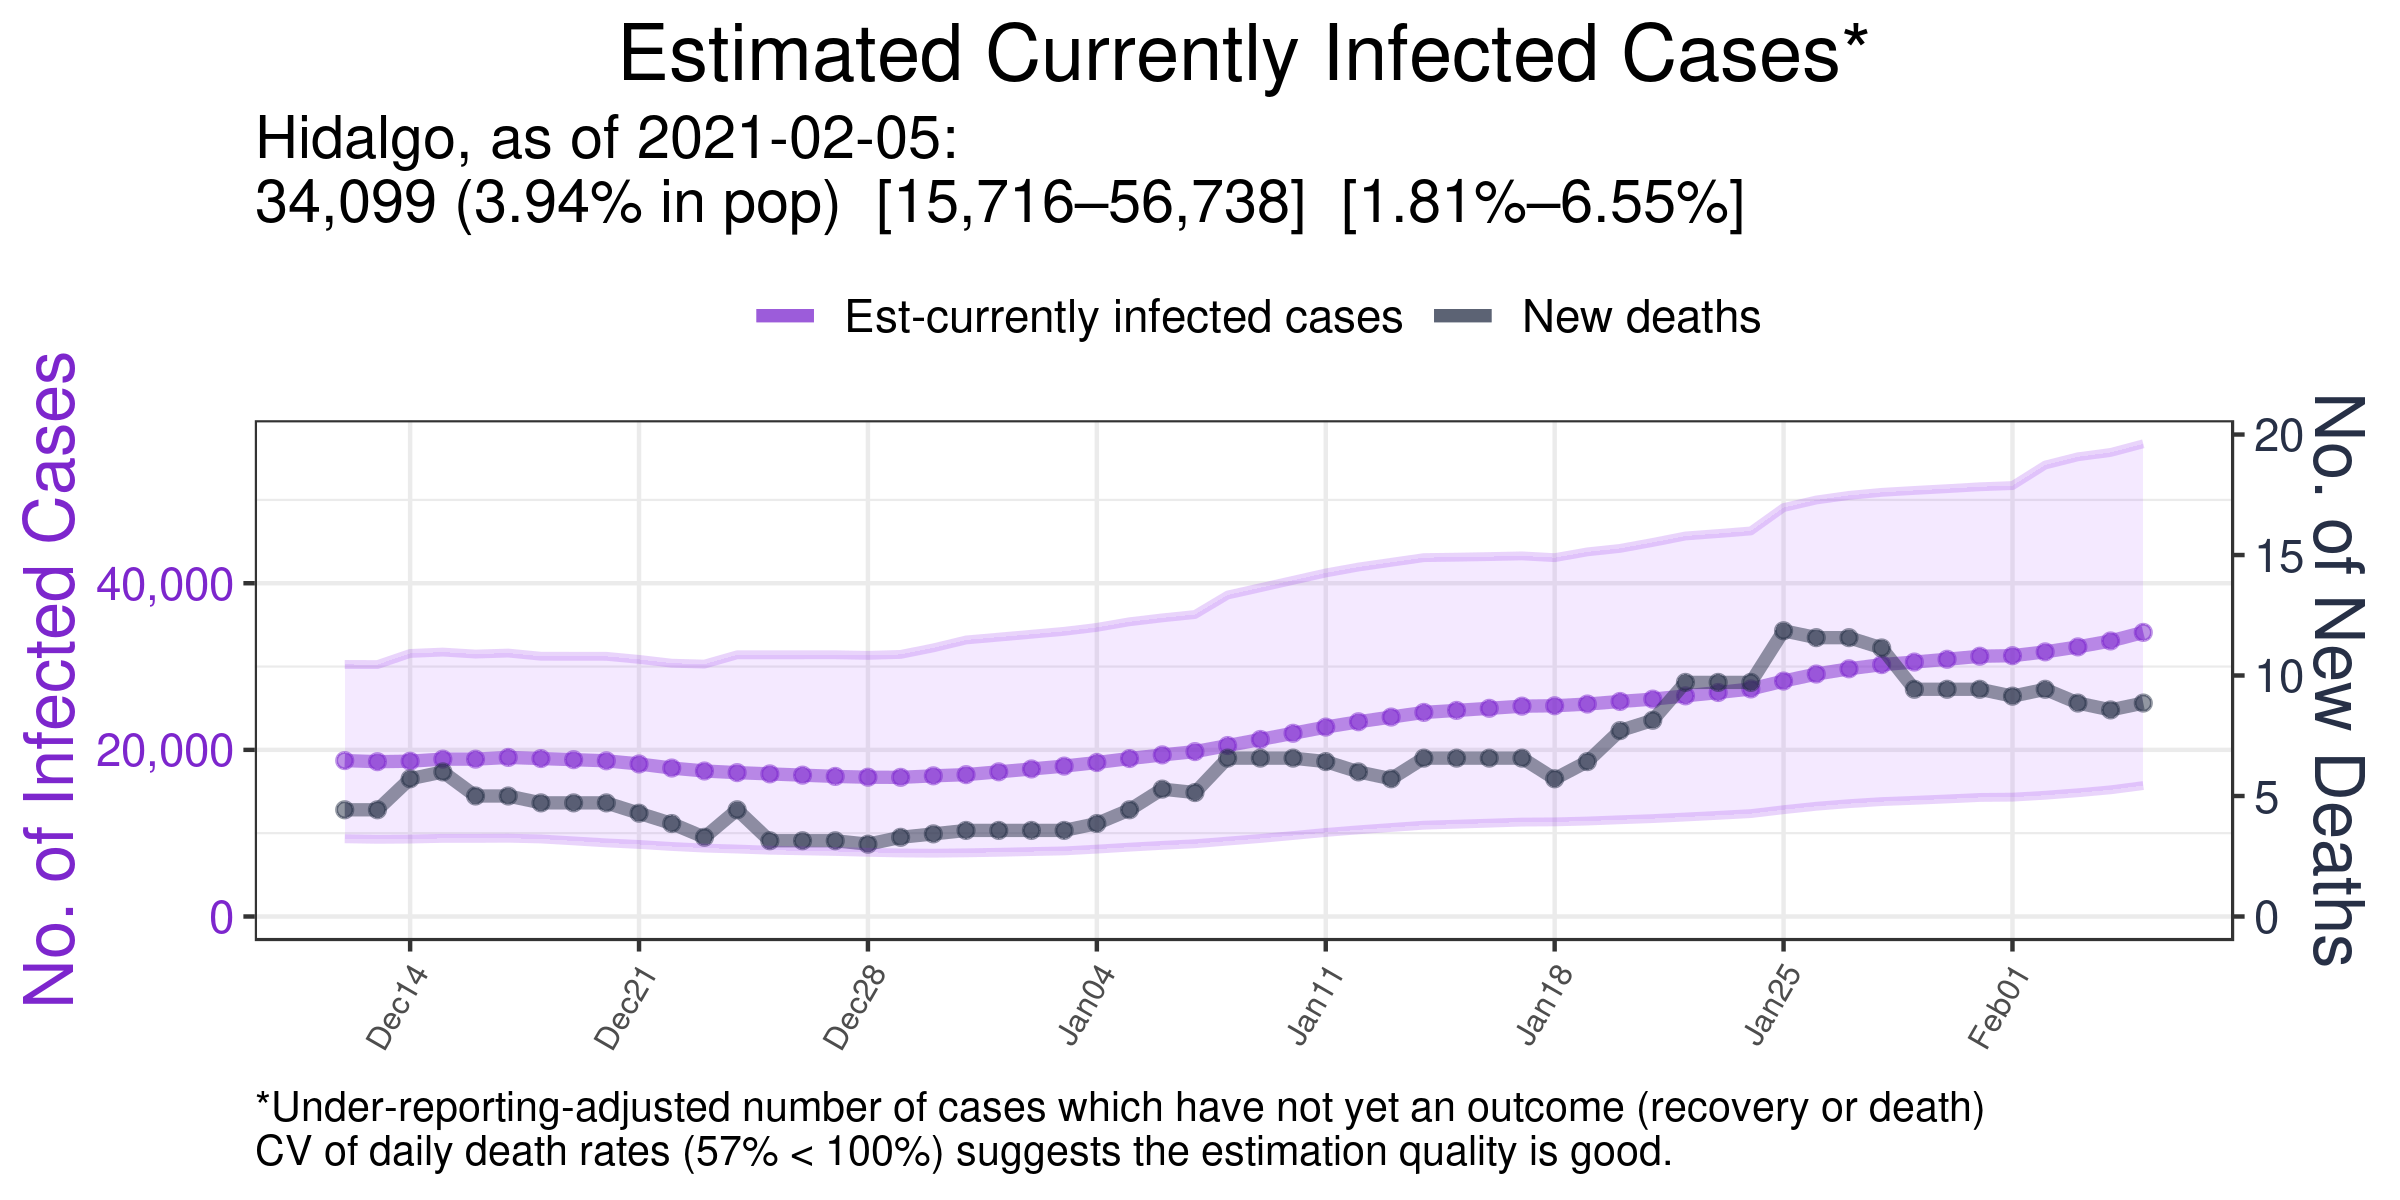 Estimated Currently Infected Cases*
Hidalgo, as of 2021-02-05:
34,099 (3.94% in pop)  [15,716–56,738]  [1.81%–6.55%]
Est-currently infected cases
New deaths
No. of Infected Cases
40,000
20,000
0
20
15
10
5
0
No. of New Deaths
Dec14
Dec21
Dec28
Jan04
Jan11
Jan18
Jan25
Feb01
*Under-reporting-adjusted number of cases which have not yet an outcome (recovery or death)
CV of daily death rates (57% < 100%) suggests the estimation quality is good.